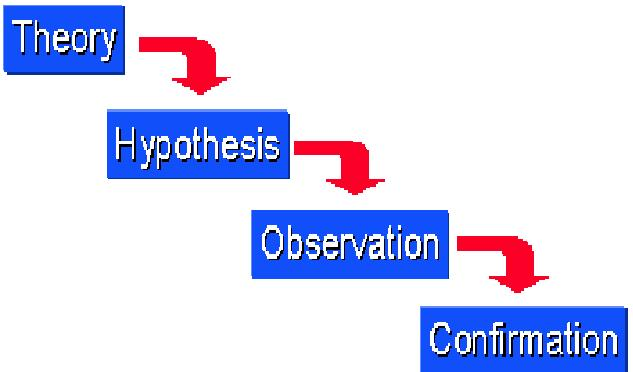 Theory
Hypothesis
Observation
Confirmation